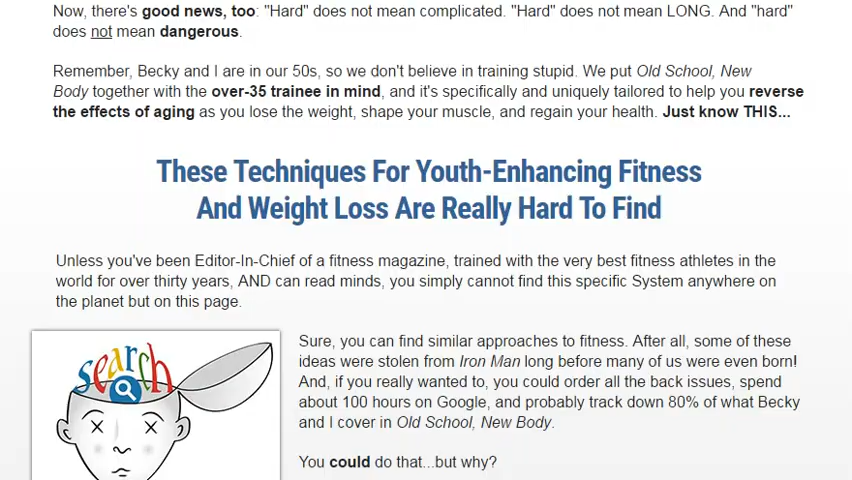 Now, there's good news, too: "Hard" does not mean complicated. "Hard" does not mean LONG. And "hard"
does not mean dangerous.
Remember, Becky and I are in our 50s, so we don't believe in training stupid. We put Old School, New
Body together with the over-35 trainee in mind, and it's specifically and uniquely tailored to help you reverse
the effects of aging as you lose the weight, shape your muscle, and regain your health. Just know THIS...
These Techniques For Youth-Enhancing Fitness
And Weight Loss Are Really Hard To Find
Unless you've been Editor-In-Chief of a fitness magazine, trained with the very best fitness athletes in the
world for over thirty years, AND can read minds, you simply cannot find this specific System anywhere on
the planet but on this page.
search
Sure, you can find similar approaches to fitness. After all, some of these
ideas were stolen from Iron Man long before many of us were even born!
And, if you really wanted to, you could order all the back issues, spend
about 100 hours on Google, and probably track down 80% of what Becky
and I cover in Old School, New Body.
You could do that...but why?